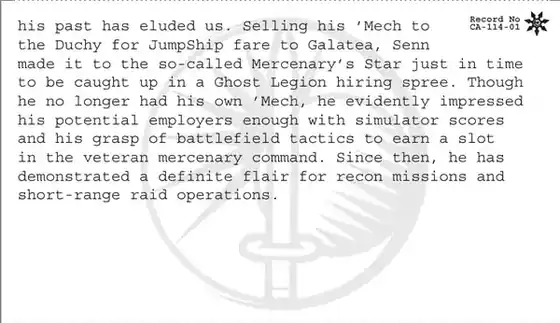 his past has eluded us. Selling his ‘Mech to
the Duchy for JumpShip fare to Galatea, Senn
made it to the so-called Mercenary’s Star just in time
to be caught up in a Ghost Legion hiring spree. Though
he no longer had his own ‘Mech, he evidently impressed
his potential employers enough with simulator scores
and his grasp of battlefield tactics to earn a slot
in the veteran mercenary command. Since then, he has
demonstrated a definite flair for recon missions and
short-range raid operations.
Record No
CA-114-01